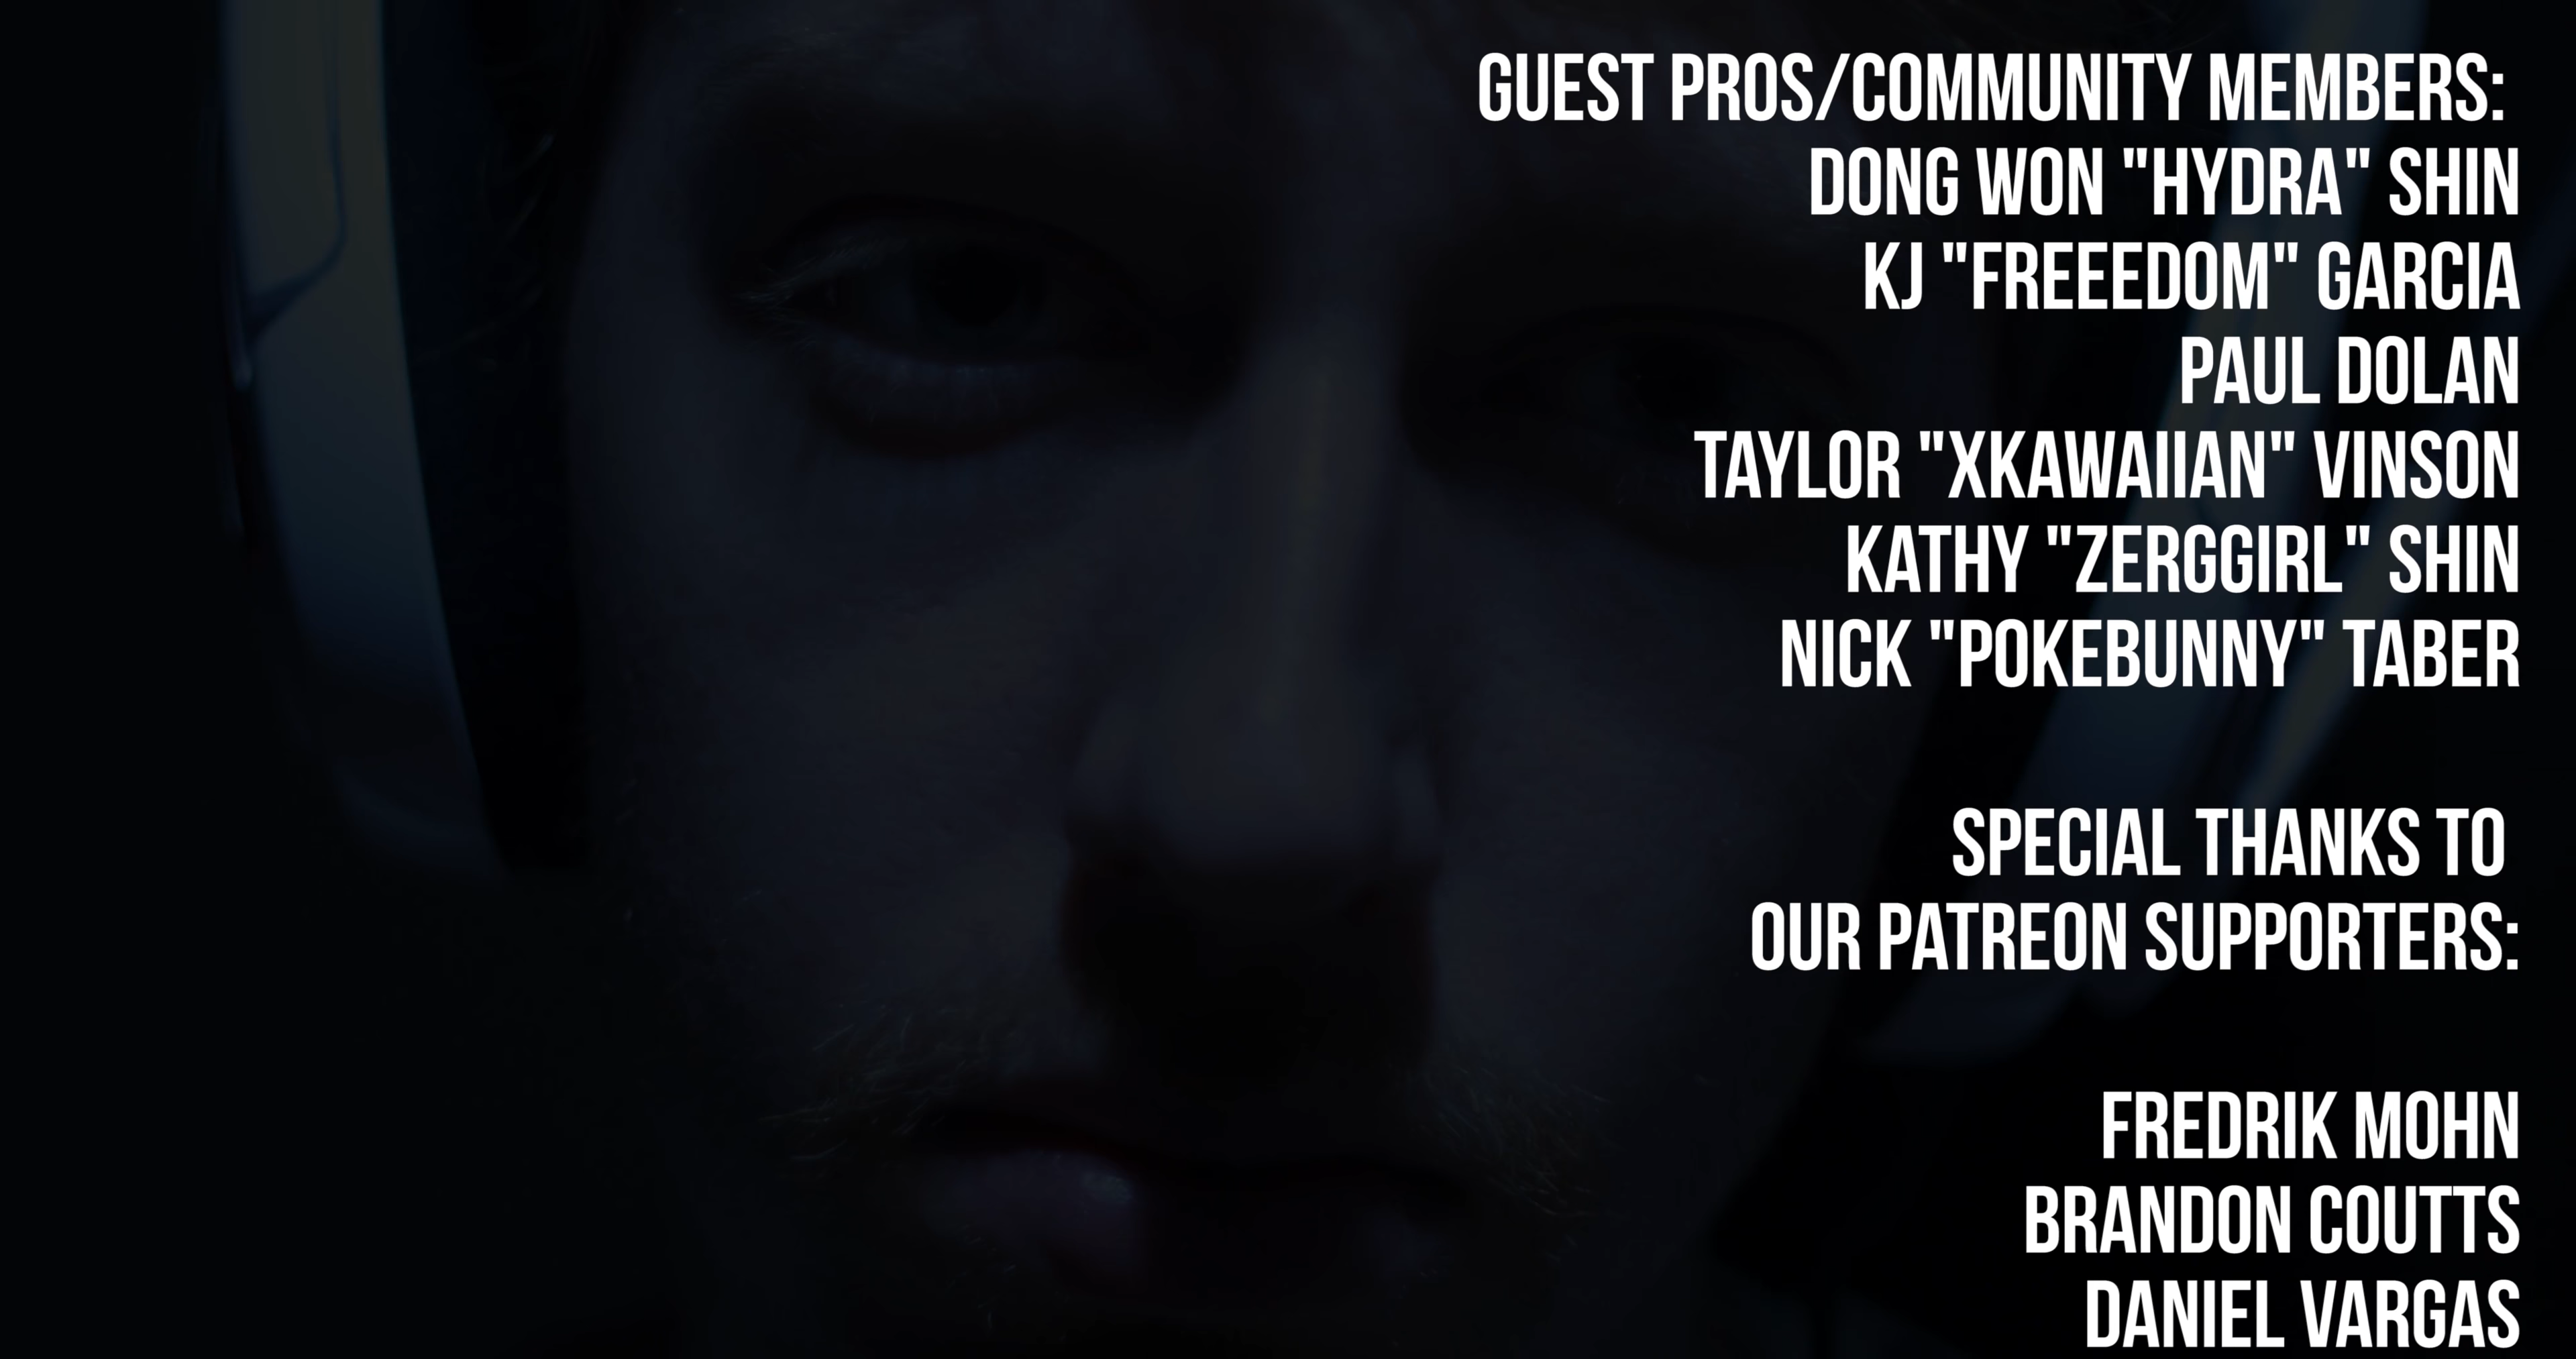 GUEST PROS/COMMUNITY MEMBERS:
DONG WON "HYDRA" SHIN
KJ "FREEEDOM" GARCIA
PAUL DOLAN
TAYLOR "XKAWAIIAN" VINSON
KATHY "ZERGGIRL" SHIN
NICK "POKEBUNNY" TABER
SPECIAL THANKS TO
OUR PATREON SUPPORTERS:
FREDRIK MOHN
BRANDON COUTTS
DANIEL VARGAS